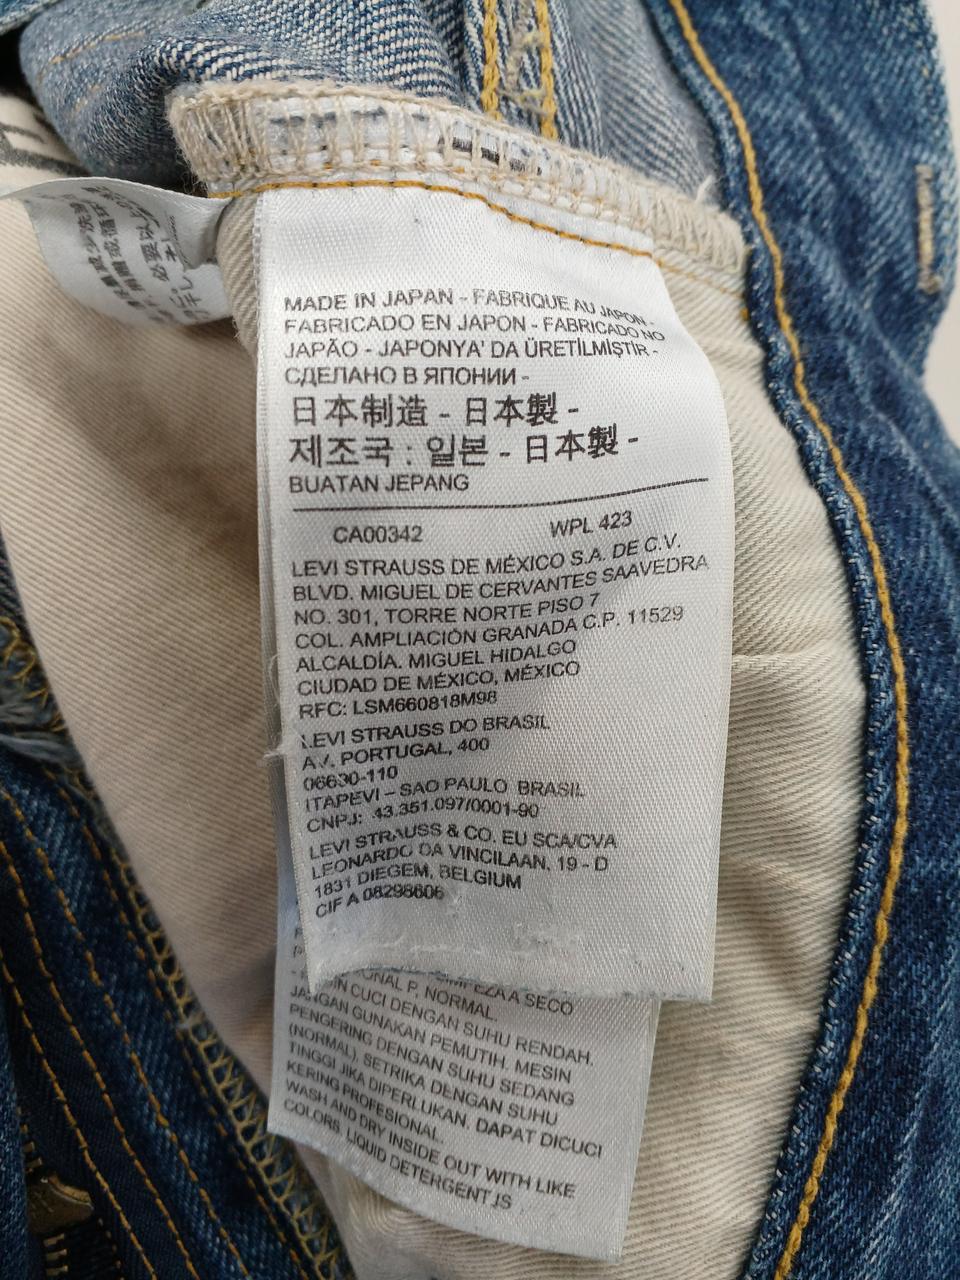 MADE IN JAPAN - FABRIQUE AU JAPON -
FABRICADO EN JAPON - FABRICADO NO
JAPÃO - JAPONYA' DA ÜRETİLMİŞTİR -
СДЕЛАНО В ЯПОНИИ -
日本制造 - 日本製 -
제조국 : 일본 - 日本製 -
BUATAN JEPANG
CA00342 WPL 423
LEVI STRAUSS DE MÉXICO S.A. DE C.V.
BLVD. MIGUEL DE CERVANTES SAAVEDRA
NO. 301, TORRE NORTE PISO 7
COL. AMPLIACIÓN GRANADA C.P. 11529
ALCALDÍA. MIGUEL HIDALGO
CIUDAD DE MÉXICO, MÉXICO
RFC: LSM660818M98
LEVI STRAUSS DO BRASIL
AV. PORTUGAL, 400
06630-110
ITAPEVI – SAO PAULO BRASIL
CNPJ: 43.351.097/0001-90
LEVI STRAUSS & CO. EU SCA/CVA
LEONARDO DA VINCILAAN, 19 - D
1831 DIEGEM, BELGIUM
CIF A 08298606
A SECO
P. NORMAL.
CUCI DENGAN SUHU RENDAH.
JANGAN GUNAKAN PEMUTIH. MESIN
PENGERING DENGAN SUHU SEDANG
(NORMAL). SETRIKA DENGAN SUHU
TINGGI JIKA DIPERLUKAN. DAPAT DICUCI
KERING PROFESIONAL.
WASH AND DRY INSIDE OUT WITH LIKE
COLORS. LIQUID DETERGENT JS